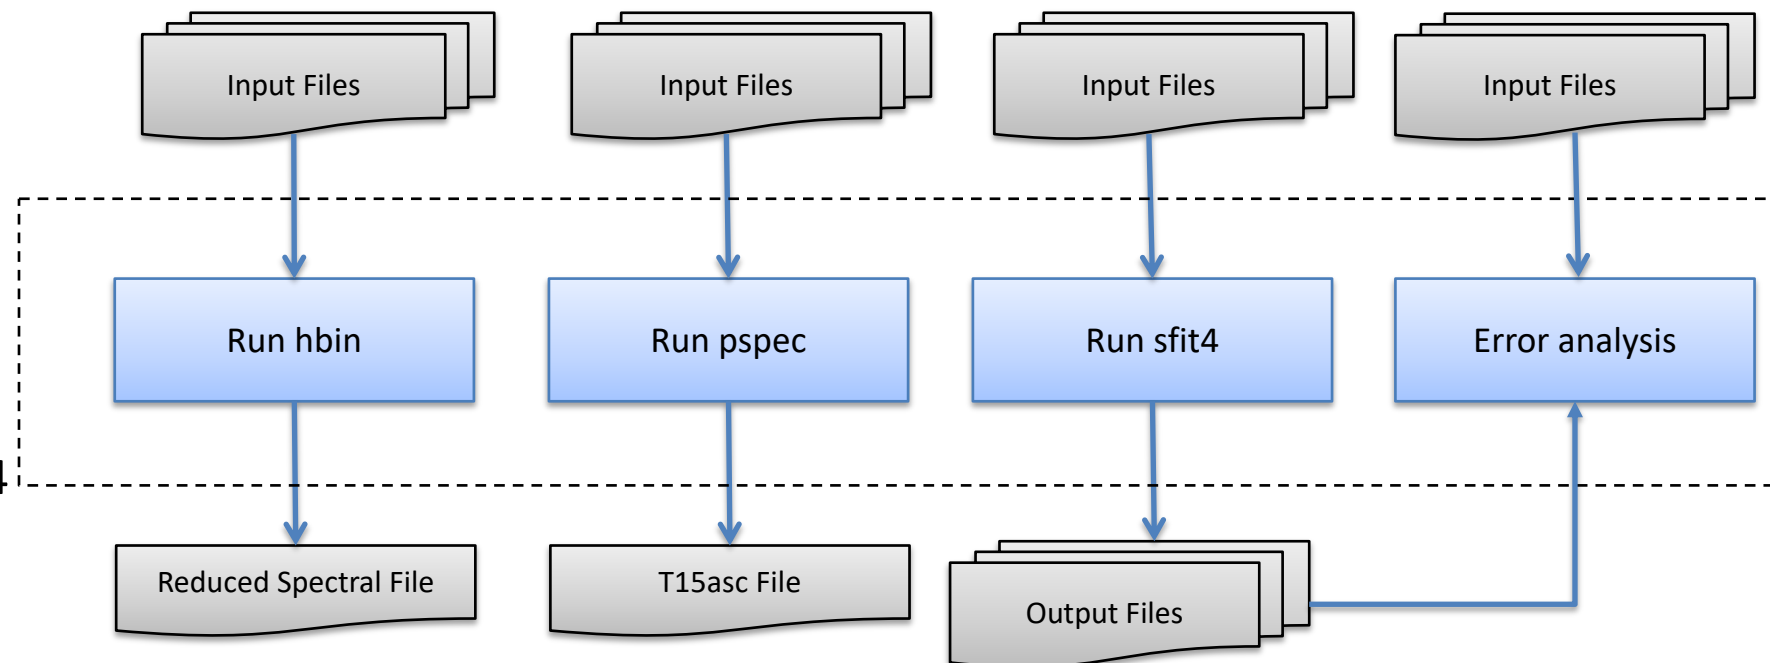 Input Files
Input Files
Input Files
Input Files
Run hbin
Run pspec
Run sfit4
Error analysis
4
Reduced Spectral File
T15asc File
Output Files